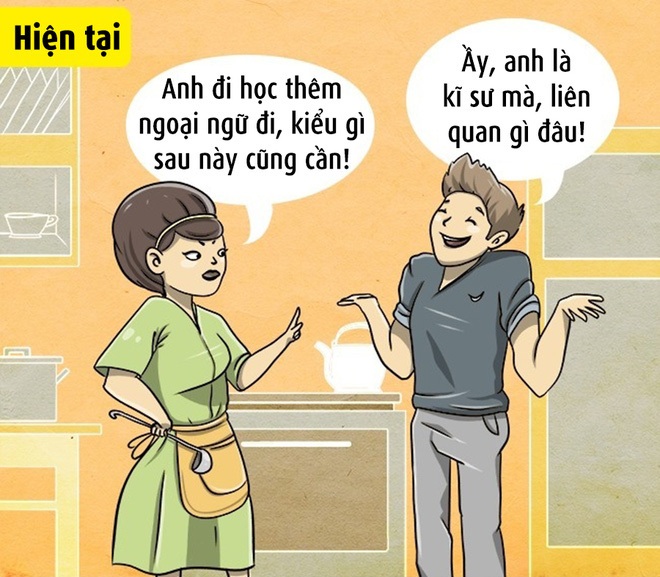 Hiện tại
Anh đi học thêm
ngoại ngữ đi, kiểu gì
sau này cũng cần!
Ầy, anh là
kĩ sư mà, liên
quan gì đâu!